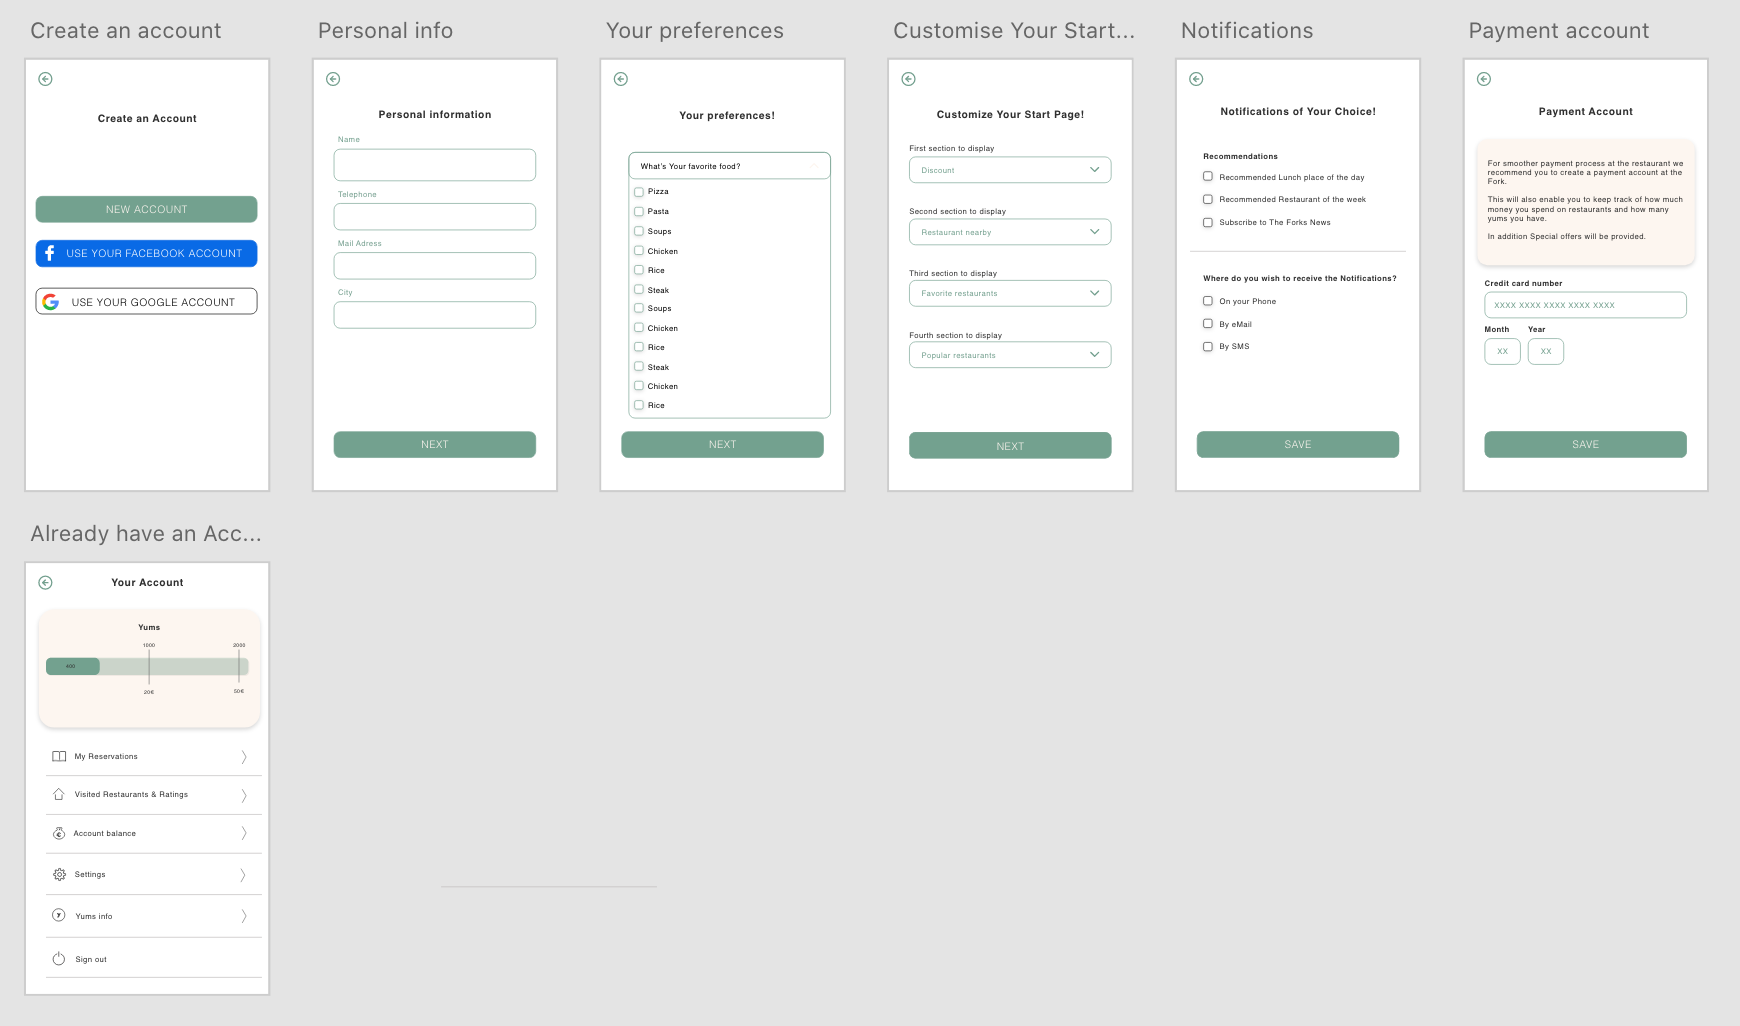 Create an account
Personal info
Your preferences
Customise Your Start...
Notifications
Payment account
Create an Account
NEW ACCOUNT
USE YOUR FACEBOOK ACCOUNT
USE YOUR GOOGLE ACCOUNT
Personal information
Name
Telephone
Mail Adress
City
NEXT
Your preferences!
What's Your favorite food?
Pizza
Pasta
Soups
Chicken
Rice
Steak
Soups
Chicken
Rice
Steak
Chicken
Rice
NEXT
Customize Your Start Page!
First section to display
Discount
Second section to display
Restaurant nearby
Third section to display
Favorite restaurants
Fourth section to display
Popular restaurants
NEXT
Notifications of Your Choice!
Recommendations
Recommended Lunch place of the day
Recommended Restaurant of the week
Subscribe to The Forks News
Where do you wish to receive the Notifications?
On your Phone
By eMail
By SMS
SAVE
Payment Account
For smoother payment process at the restaurant we
recommend you to create a payment account at the
Fork.
This will also enable you to keep track of how much
money you spend on restaurants and how many
yums you have.
In addition Special offers will be provided.
Credit card number
XXXX XXXX XXXX XXXX XXXX
Month Year
XX XX
SAVE
Already have an Acc...
Your Account
Yums
1000 2000
400
20€ 50€
My Reservations
Visited Restaurants & Ratings
Account balance
Settings
Yums info
Sign out